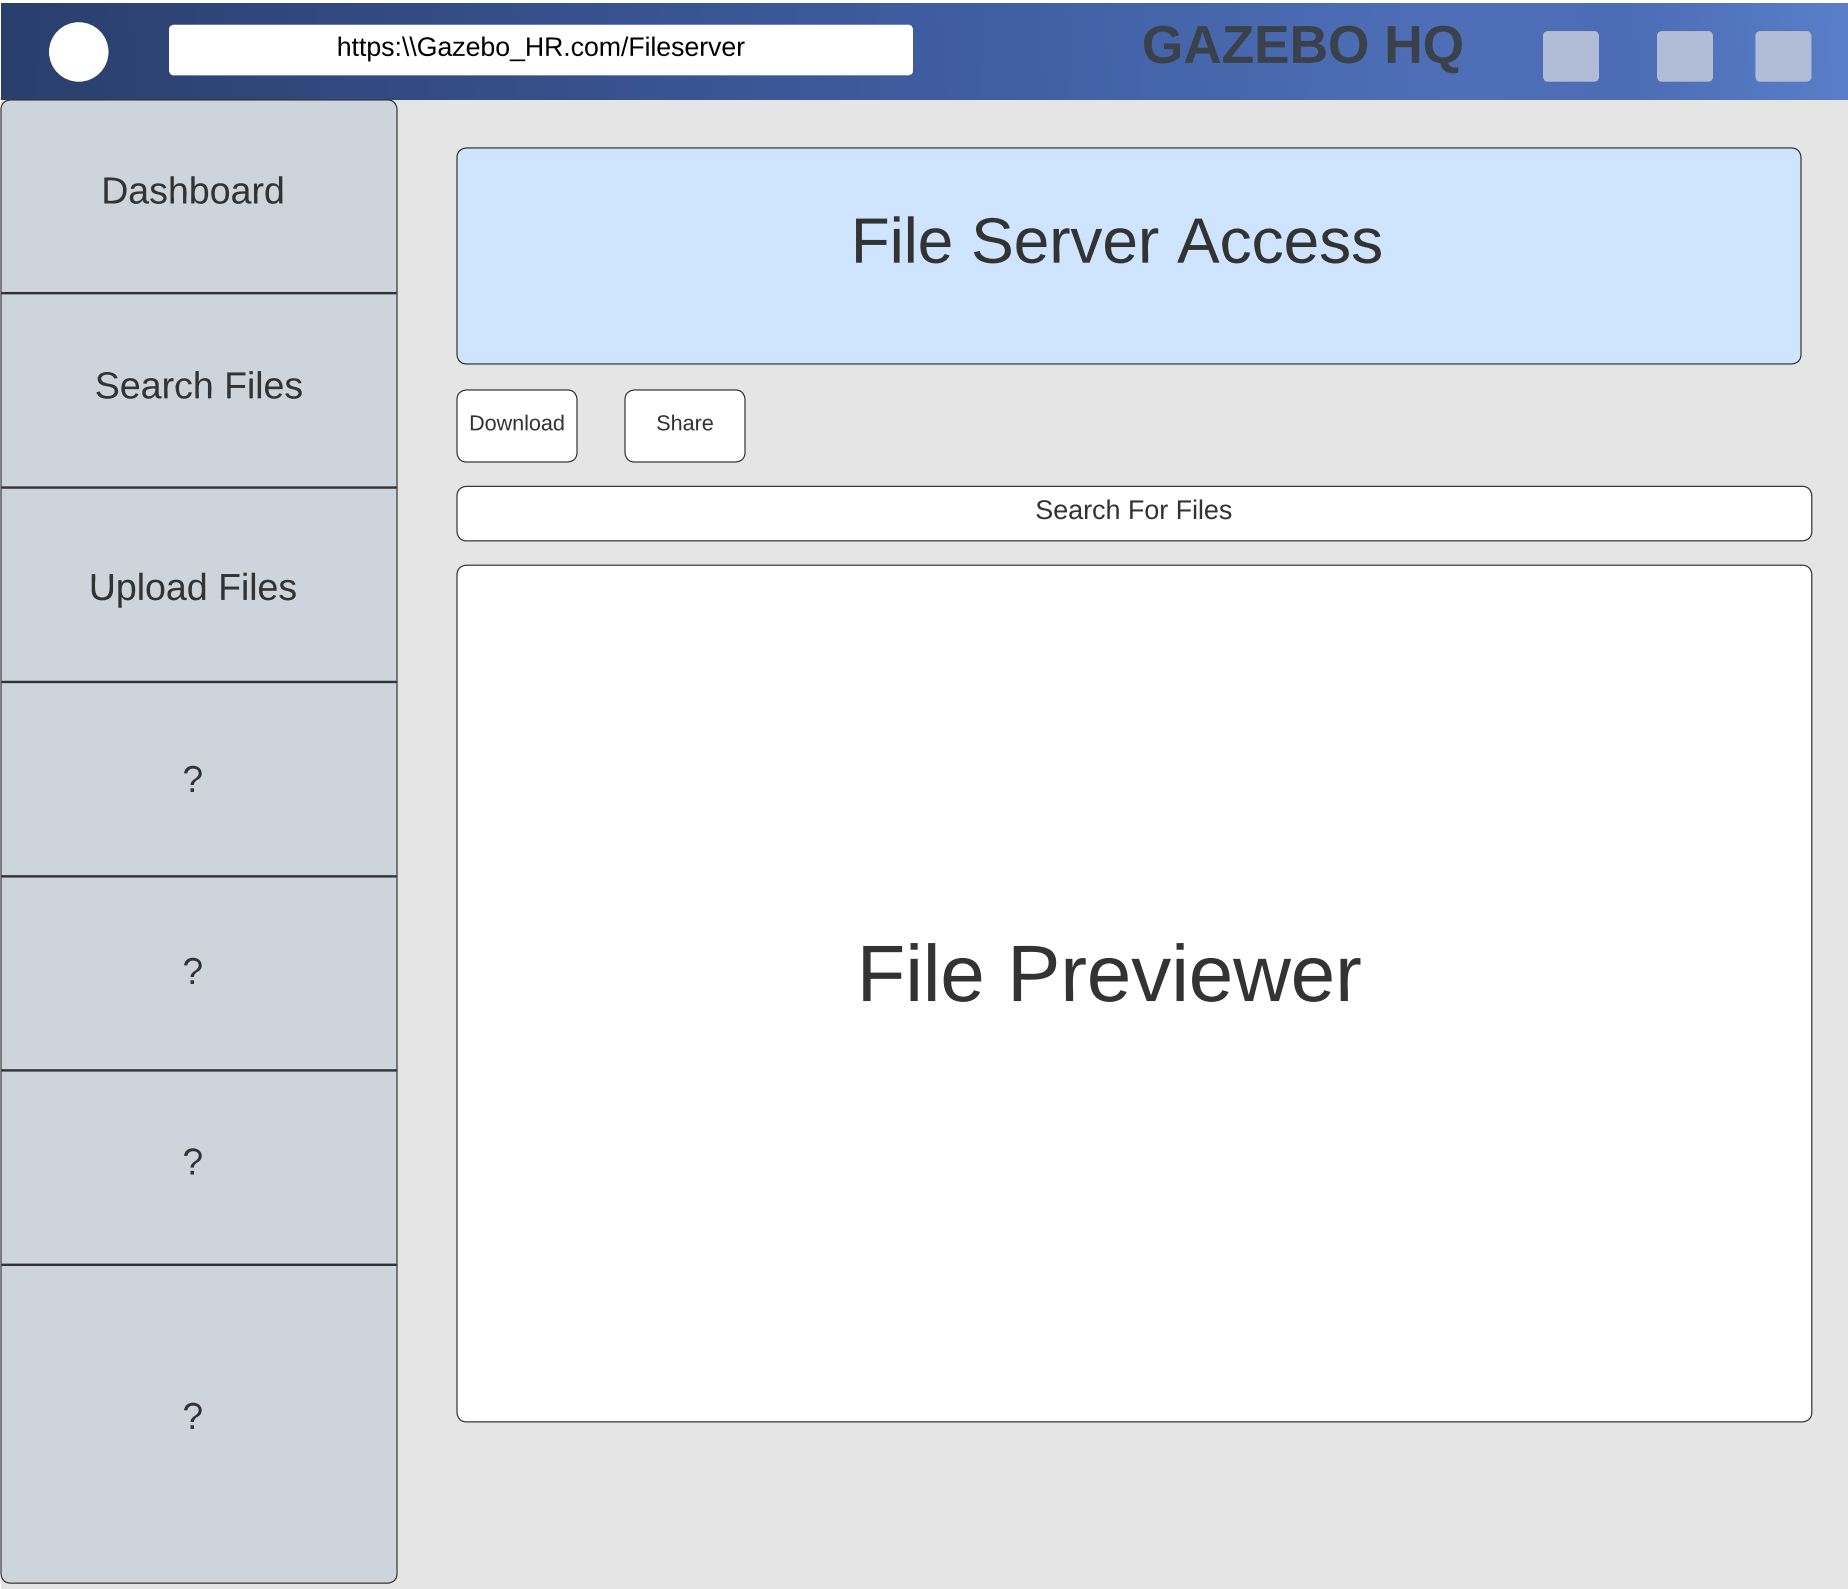 https:\\Gazebo_HR.com/Fileserver
GAZEBO HQ
Dashboard
Search Files
Upload Files
?
?
?
?
File Server Access
Download
Share
Search For Files
File Previewer